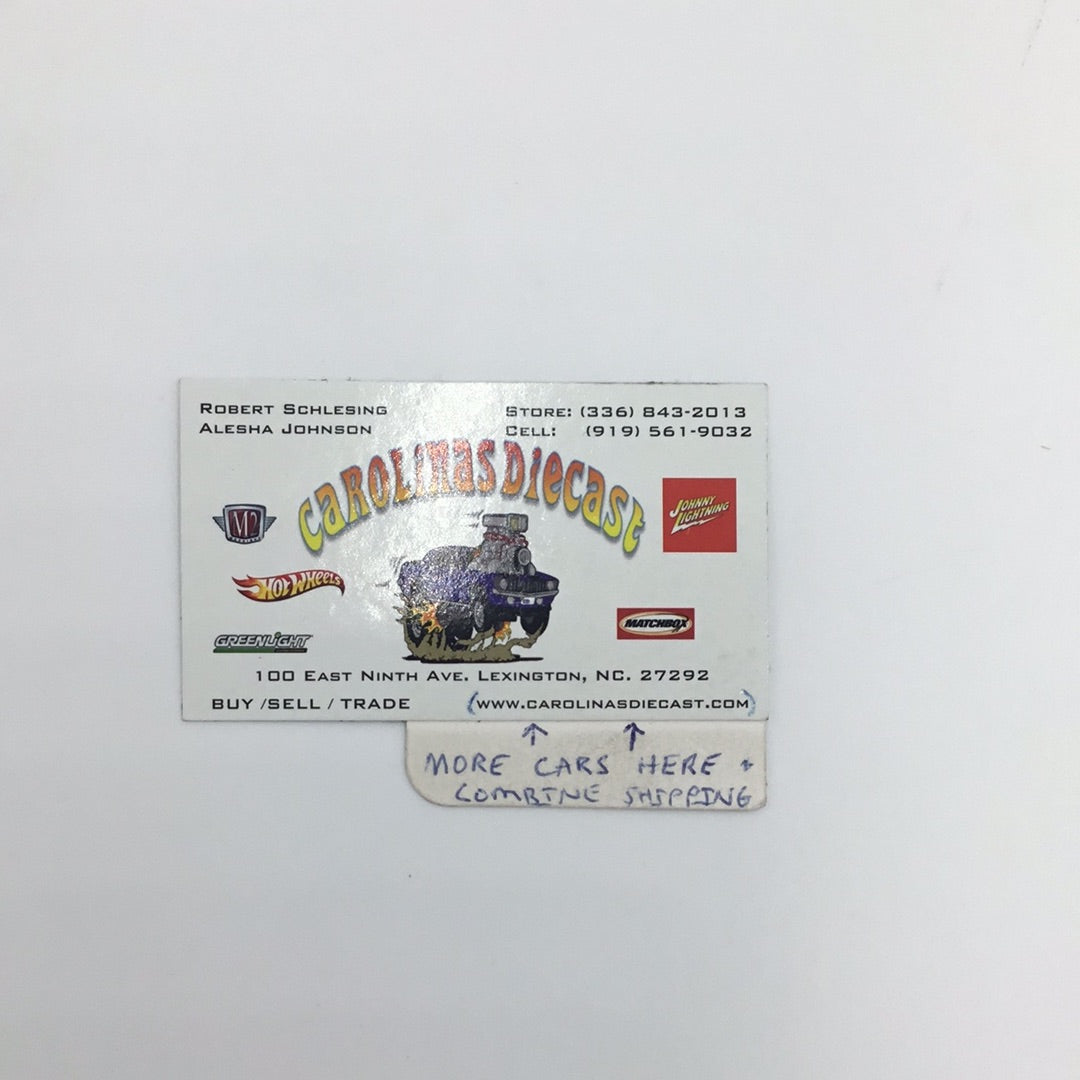 Robert Schlesing
Alesha Johnson
Store: (336) 843-2013
Cell: (919) 561-9032
Carolinas Diecast
M2
Johnny Lightning
Hot Wheels
Matchbox
GREENLiGHT
100 East Ninth Ave. Lexington, NC. 27292
BUY /SELL / TRADE
(www.carolinasdiecast.com)
↑ ↑
MORE CARS HERE +
COMBINE SHIPPING